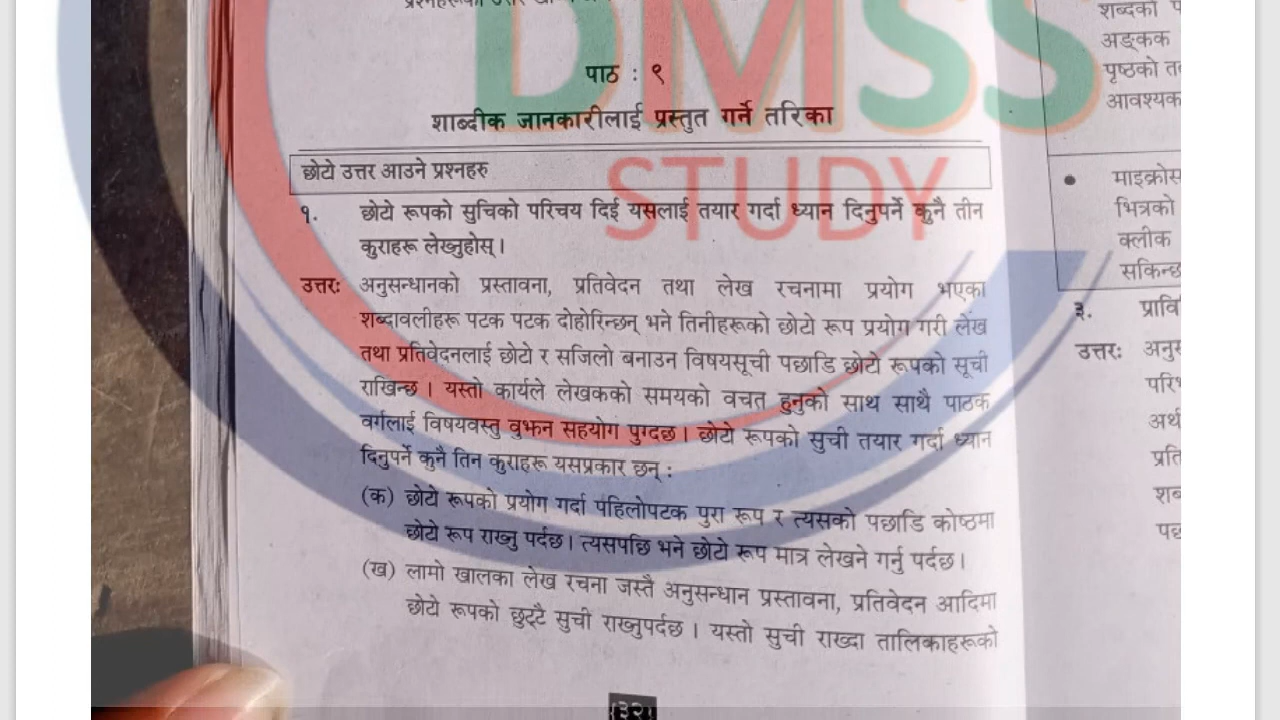 पाठ : ९
शाब्दीक जानकारीलाई प्रस्तुत गर्ने तरिका
छोटो उत्तर आउने प्रश्नहरु
१. छोटो रूपको सुचिको परिचय दिई यसलाई तयार गर्दा ध्यान दिनुपर्ने कुनै तीन
कुराहरू लेख्नुहोस् ।
उत्तरः अनुसन्धानको प्रस्तावना, प्रतिवेदन तथा लेख रचनामा प्रयोग भएका
शब्दावलीहरू पटक पटक दोहोरिन्छन् भने तिनीहरूको छोटो रूप प्रयोग गरी लेख
तथा प्रतिवेदनलाई छोटो र सजिलो बनाउन विषयसूची पछाडि छोटो रूपको सूची
राखिन्छ । यस्तो कार्यले लेखकको समयको वचत हुनुको साथ साथै पाठक
वर्गलाई विषयवस्तु वुझ्न सहयोग पुग्दछ । छोटो रूपको सुची तयार गर्दा ध्यान
दिनुपर्ने कुनै तिन कुराहरू यसप्रकार छन् :
(क) छोटो रूपको प्रयोग गर्दा पहिलोपटक पुरा रूप र त्यसको पछाडि कोष्ठमा
छोटो रूप राख्नु पर्दछ । त्यसपछि भने छोटो रूप मात्र लेखने गर्नु पर्दछ ।
(ख) लामो खालका लेख रचना जस्तै अनुसन्धान प्रस्तावना, प्रतिवेदन आदिमा
छोटो रूपको छुट्टै सुची राख्नुपर्दछ । यस्तो सुची राख्दा तालिकाहरूको
{३२}
शब्दको
अङ्कक
पृष्ठको
आवश्यक
• माइक्रोस
भित्रको
क्लीक
सकिन्छ
३. प्रावि
उत्तरः अनुस
अर्थ
प्रति
शब
DMSS
STUDY